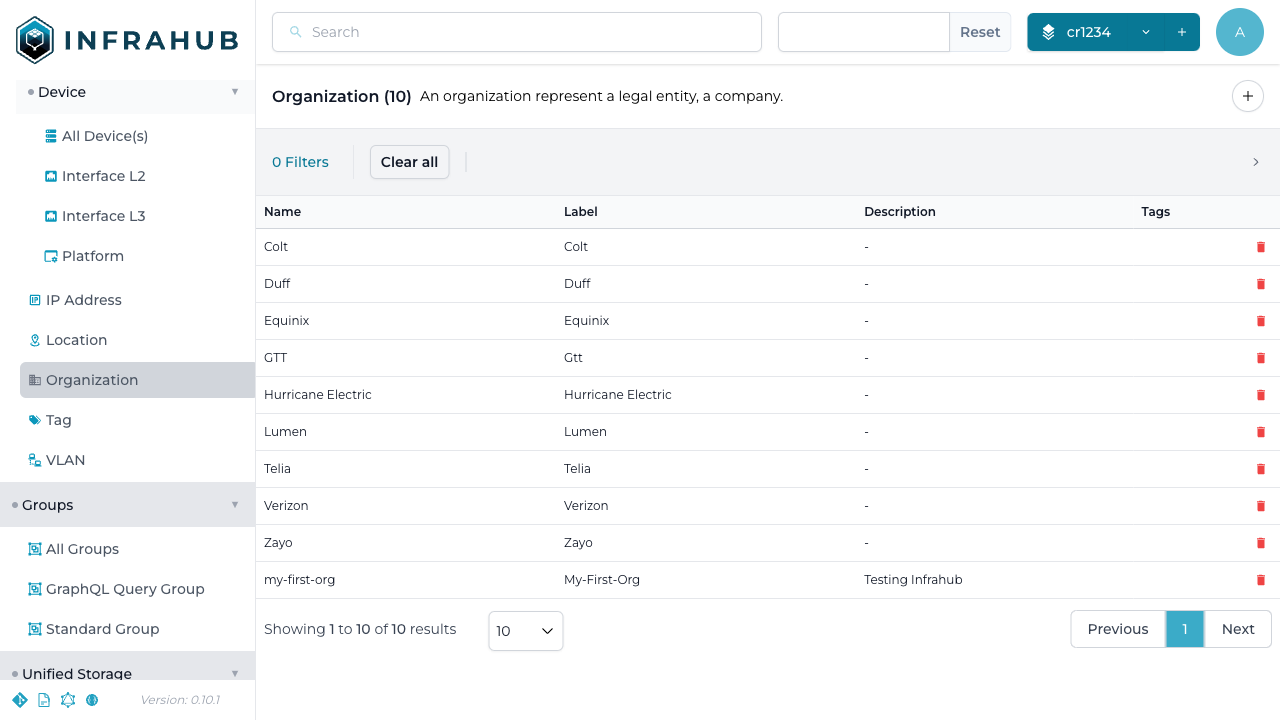 INFRAHUB
Search
Reset
cr1234
A
Device
All Device(s)
Interface L2
Interface L3
Platform
IP Address
Location
Organization
Tag
VLAN
Groups
All Groups
GraphQL Query Group
Standard Group
Unified Storage
Version: 0.10.1
Organization (10) An organization represent a legal entity, a company.
0 Filters Clear all
Name Label Description Tags
Colt Colt -
Duff Duff -
Equinix Equinix -
GTT Gtt -
Hurricane Electric Hurricane Electric -
Lumen Lumen -
Telia Telia -
Verizon Verizon -
Zayo Zayo -
my-first-org My-First-Org Testing Infrahub
Showing 1 to 10 of 10 results 10 Previous 1 Next